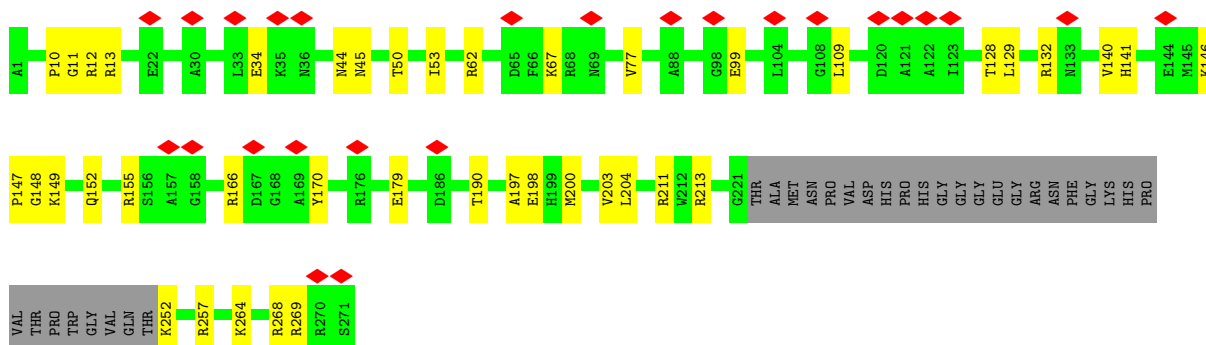 A1 P10 G11 R12 R13 E22 A30 L33 E34 K35 N36 N44 N45 T50 I53 R62 D65 F66 K67 R68 N69 V77 A88 G98 E99 L104 G108 L109 D120 A121 A122 I123 T128 L129 R132 N133 V140 H141 E144 M145 K146
P147 G148 K149 Q152 R155 S156 A157 G158 R166 D167 G168 A169 Y170 R176 E179 D186 T190 A197 E198 H199 M200 V203 L204 R211 W212 R213 G221 THR ALA MET ASN PRO VAL ASP HIS PRO HIS GLY GLY GLY GLU GLY ARG ASN PHE GLY LYS HIS PRO
VAL THR PRO TRP GLY VAL GLN THR K252 R257 K264 R268 R269 R270 S271